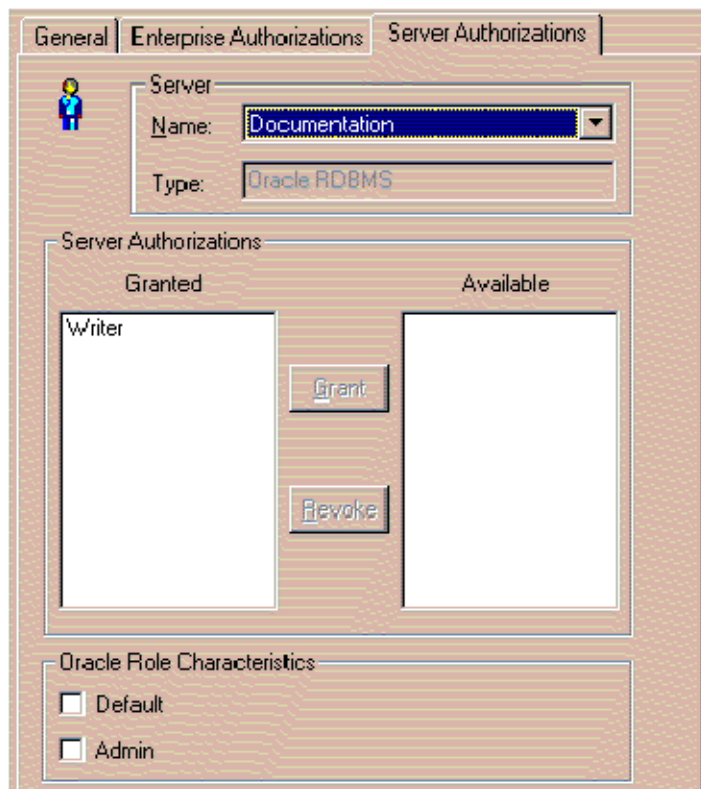 General Enterprise Authorizations Server Authorizations
Server
Name: Documentation
Type: Oracle RDBMS
Server Authorizations
Granted Available
Writer
Grant
Revoke
Oracle Role Characteristics
Default
Admin